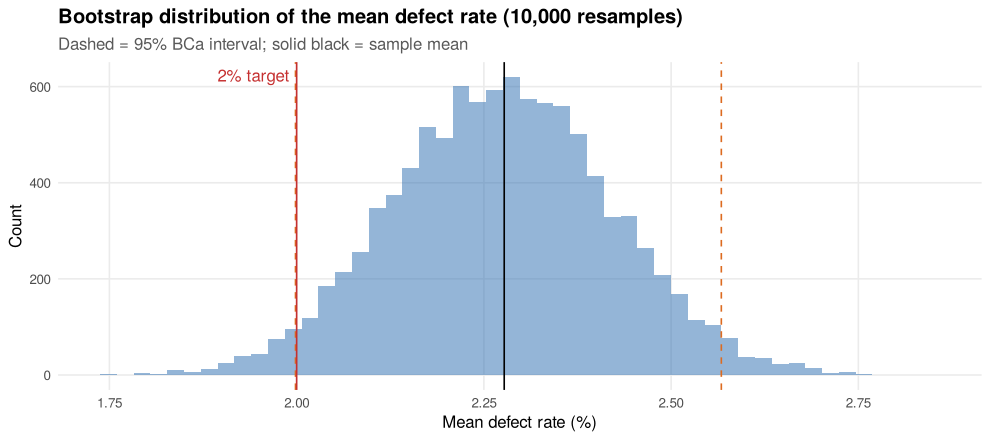 Bootstrap distribution of the mean defect rate (10,000 resamples)
Dashed = 95% BCa interval; solid black = sample mean
2% target
600
400
200
0
Count
1.75 2.00 2.25 2.50 2.75
Mean defect rate (%)